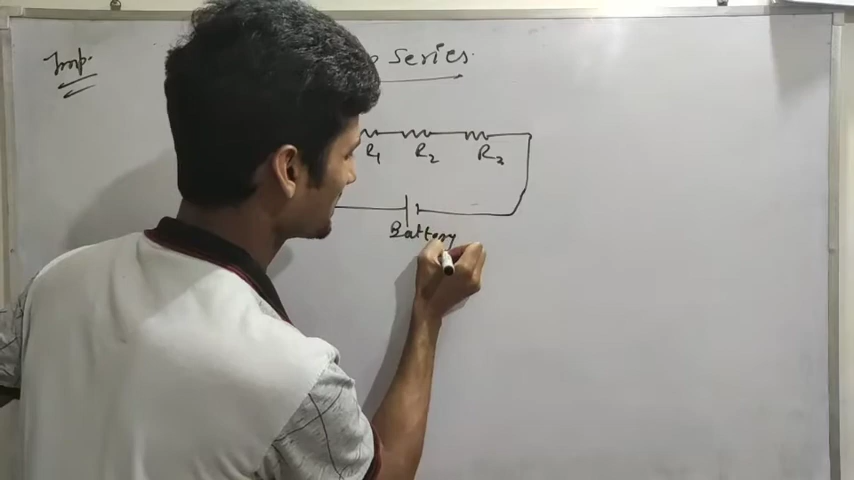 Imp.
Series.
R1 R2 R3
Battery